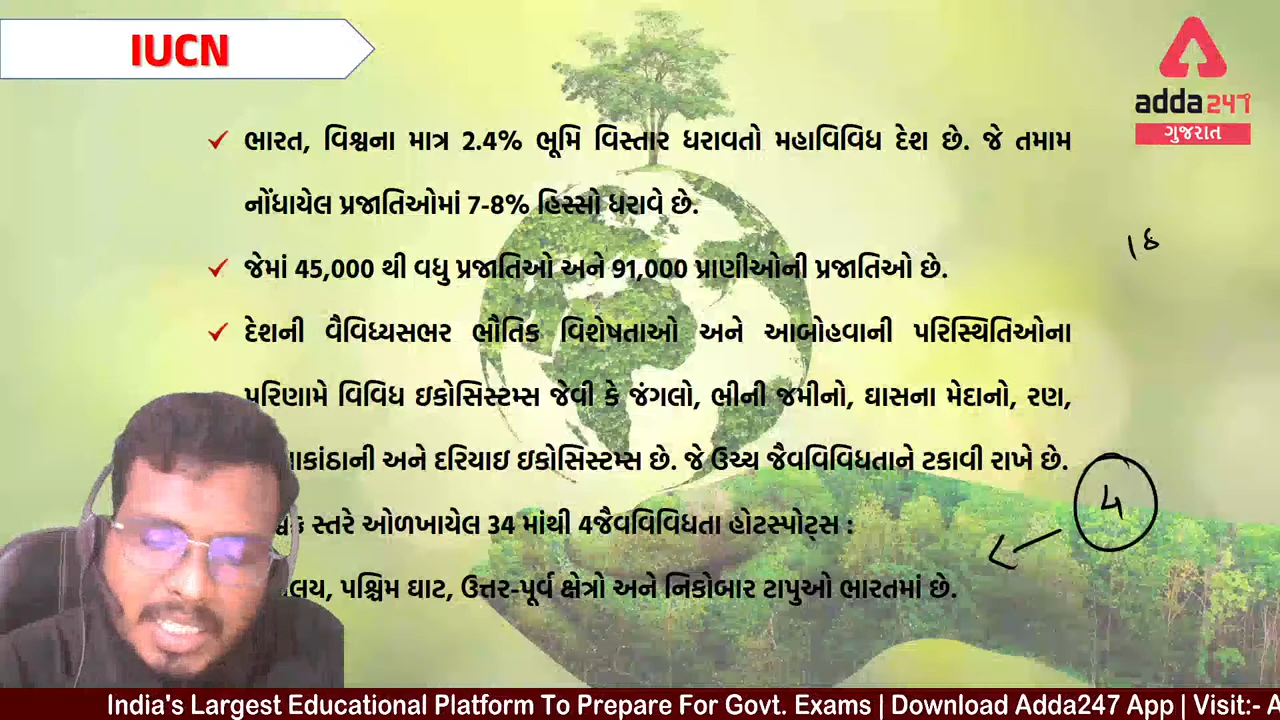 IUCN
adda247
ગુજરાત
ભારત, વિશ્વના માત્ર 2.4% ભૂમિ વિસ્તાર ધરાવતો મહાવિવિધ દેશ છે. જે તમામ
નોંધાયેલ પ્રજાતિઓમાં 7-8% હિસ્સો ધરાવે છે.
18
જેમાં 45,000 થી વધુ પ્રજાતિઓ અને 91,000 પ્રાણીઓની પ્રજાતિઓ છે.
દેશની વૈવિધ્યસભર ભૌતિક વિશેષતાઓ અને આબોહવાની પરિસ્થિતિઓના
પરિણામે વિવિધ ઇકોસિસ્ટમ્સ જેવી કે જંગલો, ભીની જમીનો, ઘાસના મેદાનો, રણ,
અને દરિયાઇ ઇકોસિસ્ટમ્સ છે. જે ઉચ્ચ જૈવવિવિધતાને ટકાવી રાખે છે.
4
સ્તરે ઓળખાયેલ 34 માંથી 4જૈવવિવિધતા હોટસ્પોટ્સ :
પશ્ચિમ ઘાટ, ઉત્તર-પૂર્વ ક્ષેત્રો અને નિકોબાર ટાપુઓ ભારતમાં છે.
India's Largest Educational Platform To Prepare For Govt. Exams | Download Adda247 App | Visit:- A